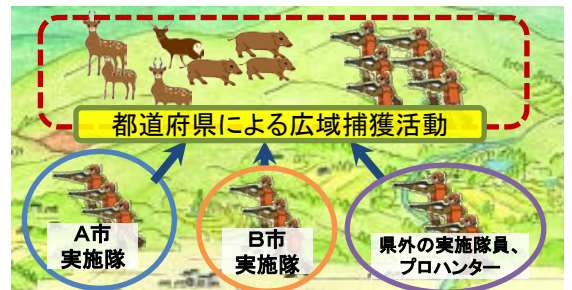 都道府県による広域捕獲活動
A市
実施隊
B市
実施隊
県外の実施隊員、
プロハンター